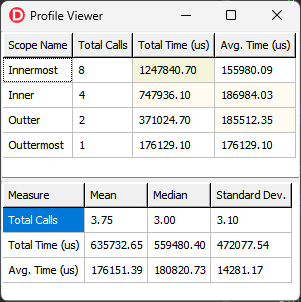 Profile Viewer
Scope Name Total Calls Total Time (us) Avg. Time (us)
Innermost 8 1247840.70 155980.09
Inner 4 747936.10 186984.03
Outter 2 371024.70 185512.35
Outtermost 1 176129.10 176129.10
Measure Mean Median Standard Dev.
Total Calls 3.75 3.00 3.10
Total Time (us) 635732.65 559480.40 472077.54
Avg. Time (us) 176151.39 180820.73 14281.17